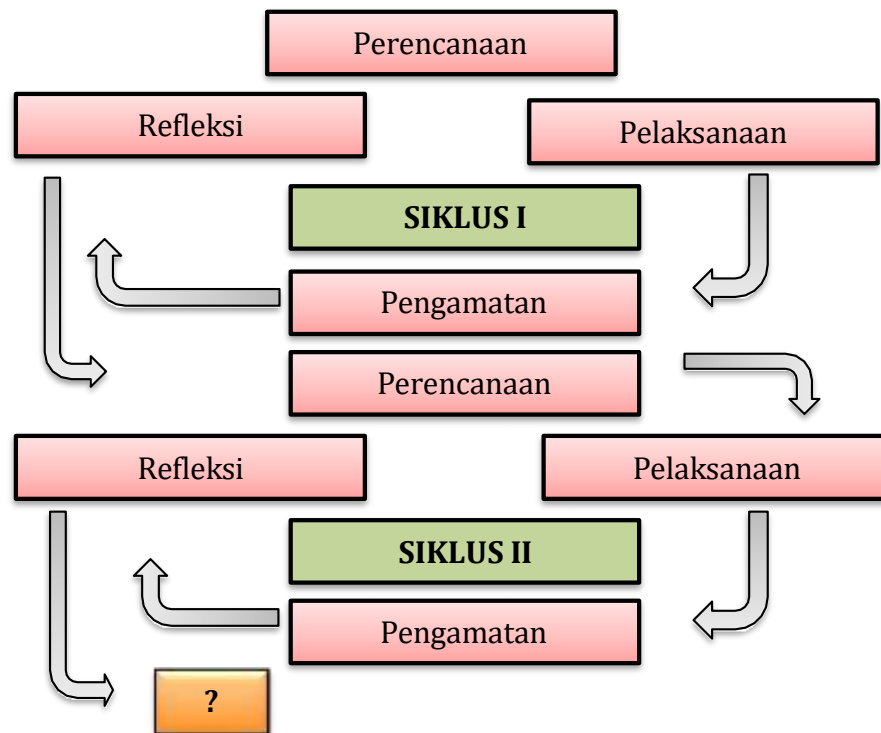 Perencanaan
Refleksi
Pelaksanaan
SIKLUS I
Pengamatan
Perencanaan
Refleksi
Pelaksanaan
SIKLUS II
Pengamatan
?